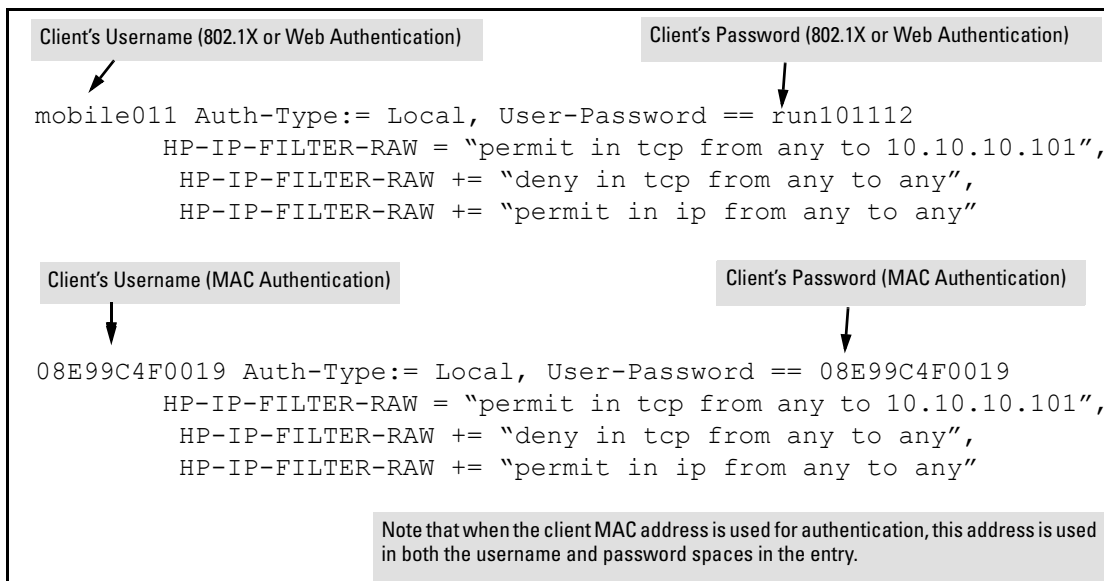 Client's Username (802.1X or Web Authentication)
Client's Password (802.1X or Web Authentication)
mobile011 Auth-Type:= Local, User-Password == run101112
HP-IP-FILTER-RAW = “permit in tcp from any to 10.10.10.101”,
HP-IP-FILTER-RAW += “deny in tcp from any to any”,
HP-IP-FILTER-RAW += “permit in ip from any to any”
Client's Username (MAC Authentication)
Client's Password (MAC Authentication)
08E99C4F0019 Auth-Type:= Local, User-Password == 08E99C4F0019
HP-IP-FILTER-RAW = “permit in tcp from any to 10.10.10.101”,
HP-IP-FILTER-RAW += “deny in tcp from any to any”,
HP-IP-FILTER-RAW += “permit in ip from any to any”
Note that when the client MAC address is used for authentication, this address is used
in both the username and password spaces in the entry.